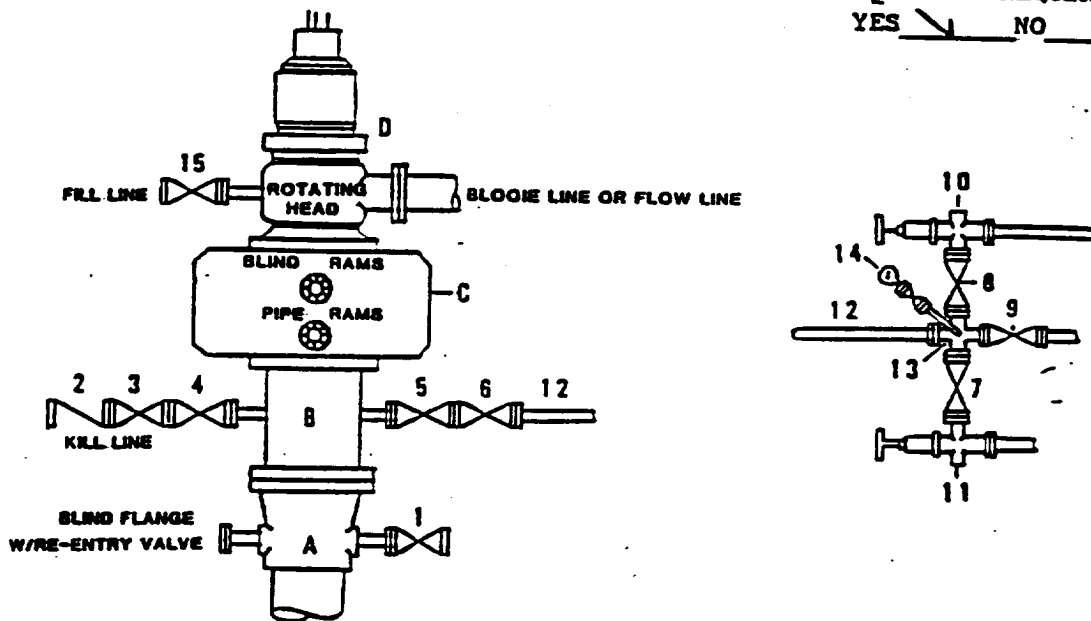 YES NO
D
15
FILL LINE
ROTATING HEAD
BLOOIE LINE OR FLOW LINE
BLIND RAMS
C
PIPE RAMS
2 3 4
B
5 6 12
KILL LINE
BLIND FLANGE
W/RE-ENTRY VALVE
A
1
10
14
8
12
9
13
7
11